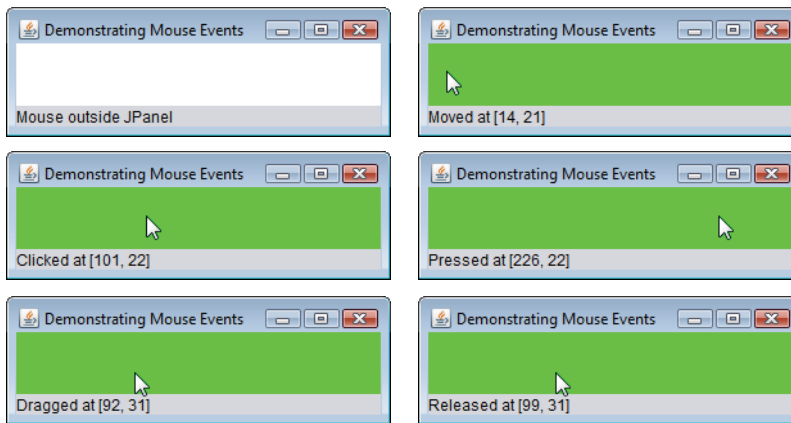 Demonstrating Mouse Events
Mouse outside JPanel
Demonstrating Mouse Events
Moved at [14, 21]
Demonstrating Mouse Events
Clicked at [101, 22]
Demonstrating Mouse Events
Pressed at [226, 22]
Demonstrating Mouse Events
Dragged at [92, 31]
Demonstrating Mouse Events
Released at [99, 31]